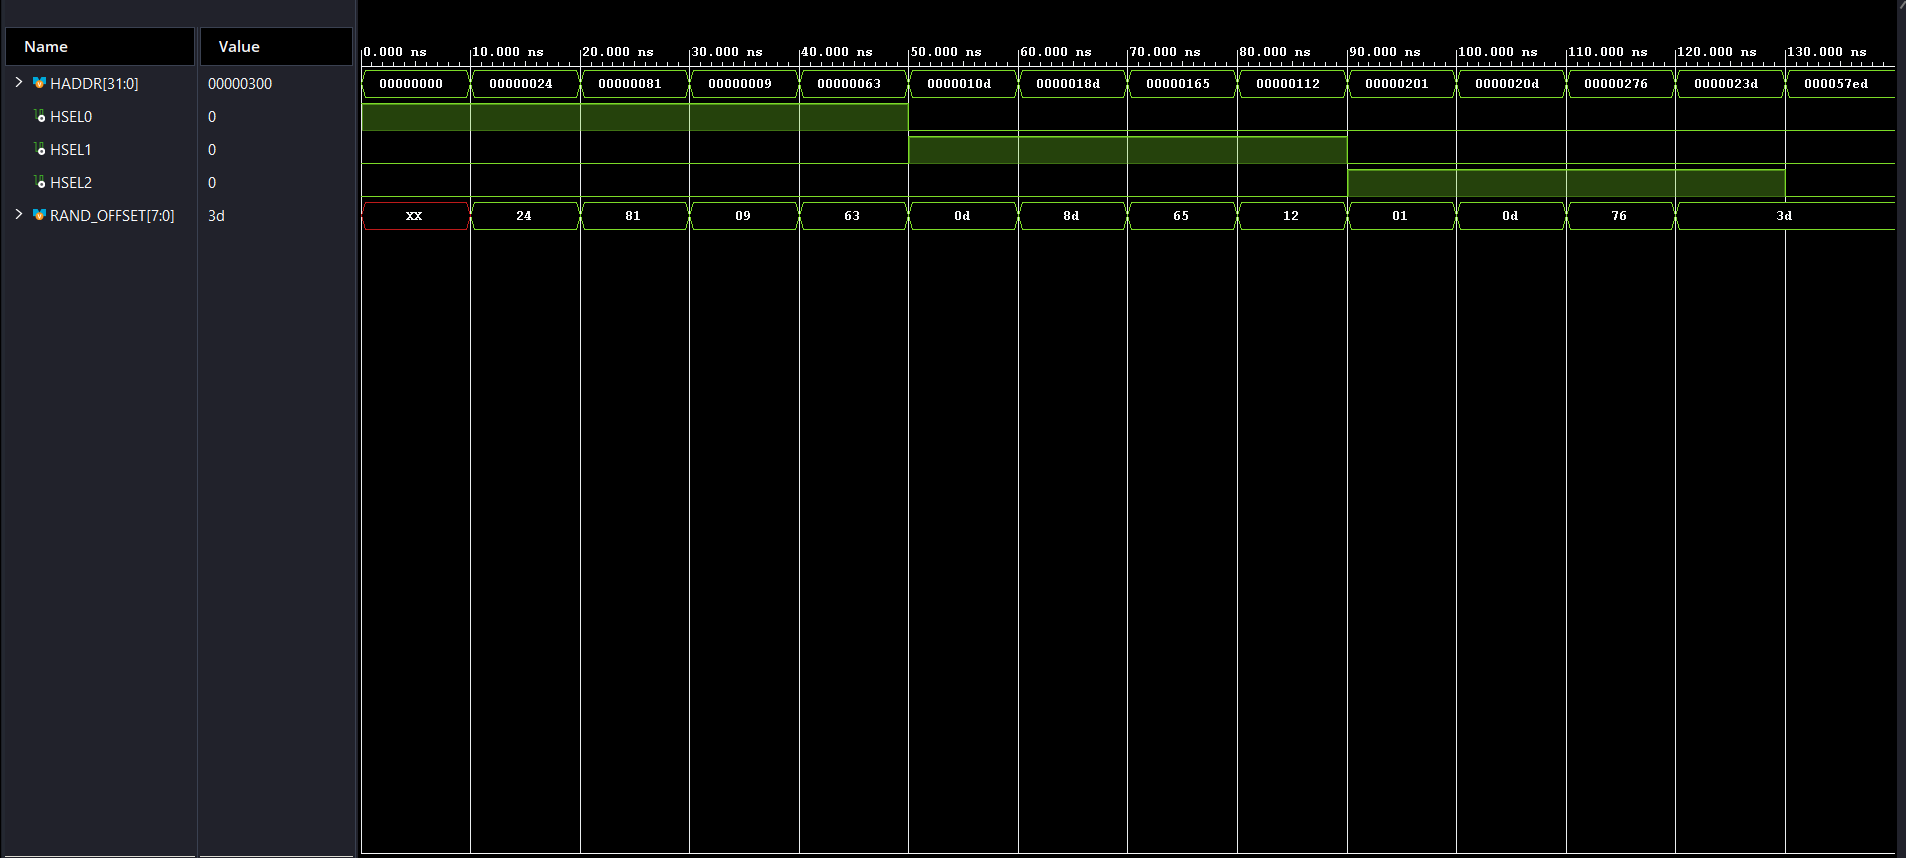 Name Value
0.000 ns 10.000 ns 20.000 ns 30.000 ns 40.000 ns 50.000 ns 60.000 ns 70.000 ns 80.000 ns 90.000 ns 100.000 ns 110.000 ns 120.000 ns 130.000 ns
HADDR[31:0] 00000300 00000000 00000024 00000081 00000009 00000063 0000010d 0000018d 00000165 00000112 00000201 0000020d 00000276 0000023d 000057ed
HSEL0 0
HSEL1 0
HSEL2 0
RAND_OFFSET[7:0] 3d XX 24 81 09 63 0d 8d 65 12 01 0d 76 3d